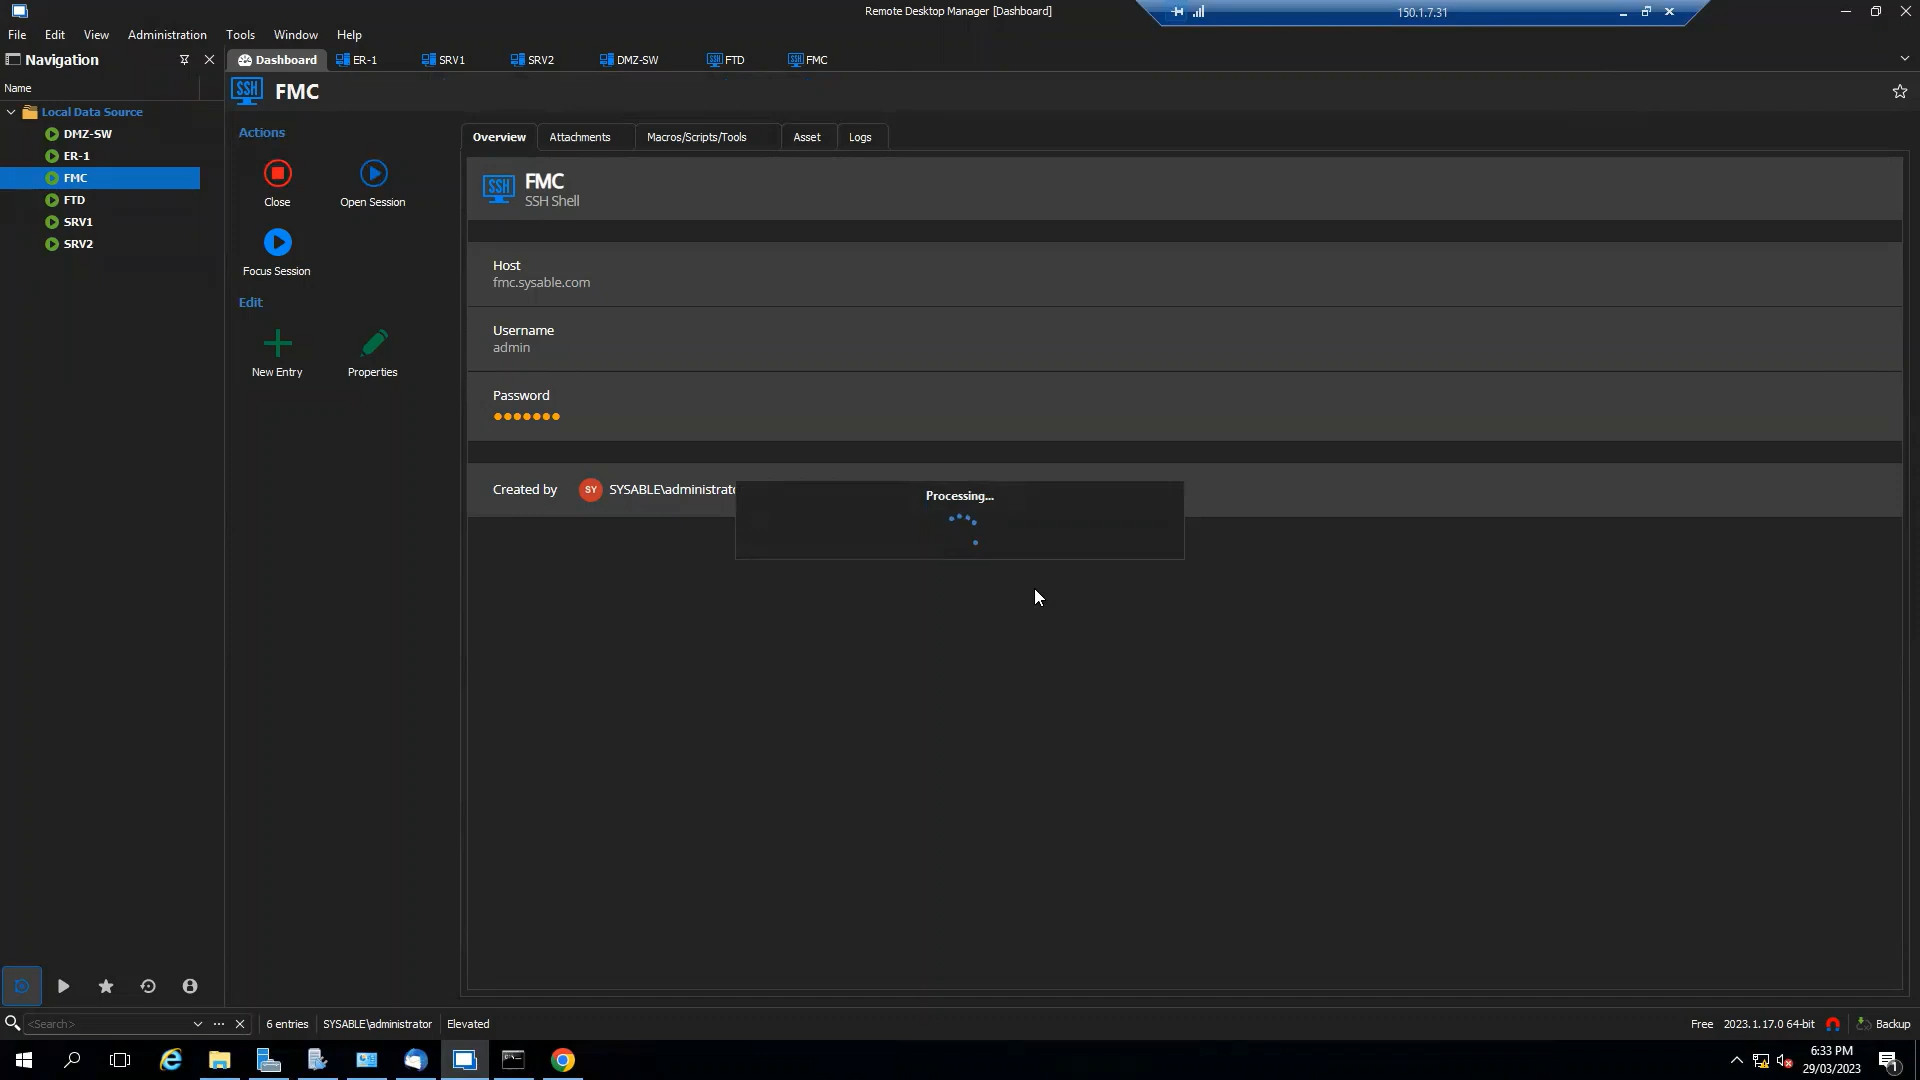 Remote Desktop Manager [Dashboard]
150.1.7.31
File Edit View Administration Tools Window Help
Navigation
Dashboard ER-1 SRV1 SRV2 DMZ-SW FTD FMC
Name
SSH FMC
Local Data Source
DMZ-SW
ER-1
FMC
FTD
SRV1
SRV2
Actions
Close
Open Session
Focus Session
Edit
New Entry
Properties
Overview Attachments Macros/Scripts/Tools Asset Logs
SSH FMC
SSH Shell
Host
fmc.sysable.com
Username
admin
Password
●●●●●●●
Created by SY SYSABLE\administrato
Processing...
<Search> 6 entries SYSABLE\administrator Elevated
Free 2023.1.17.0 64-bit Backup
6:33 PM
29/03/2023
1